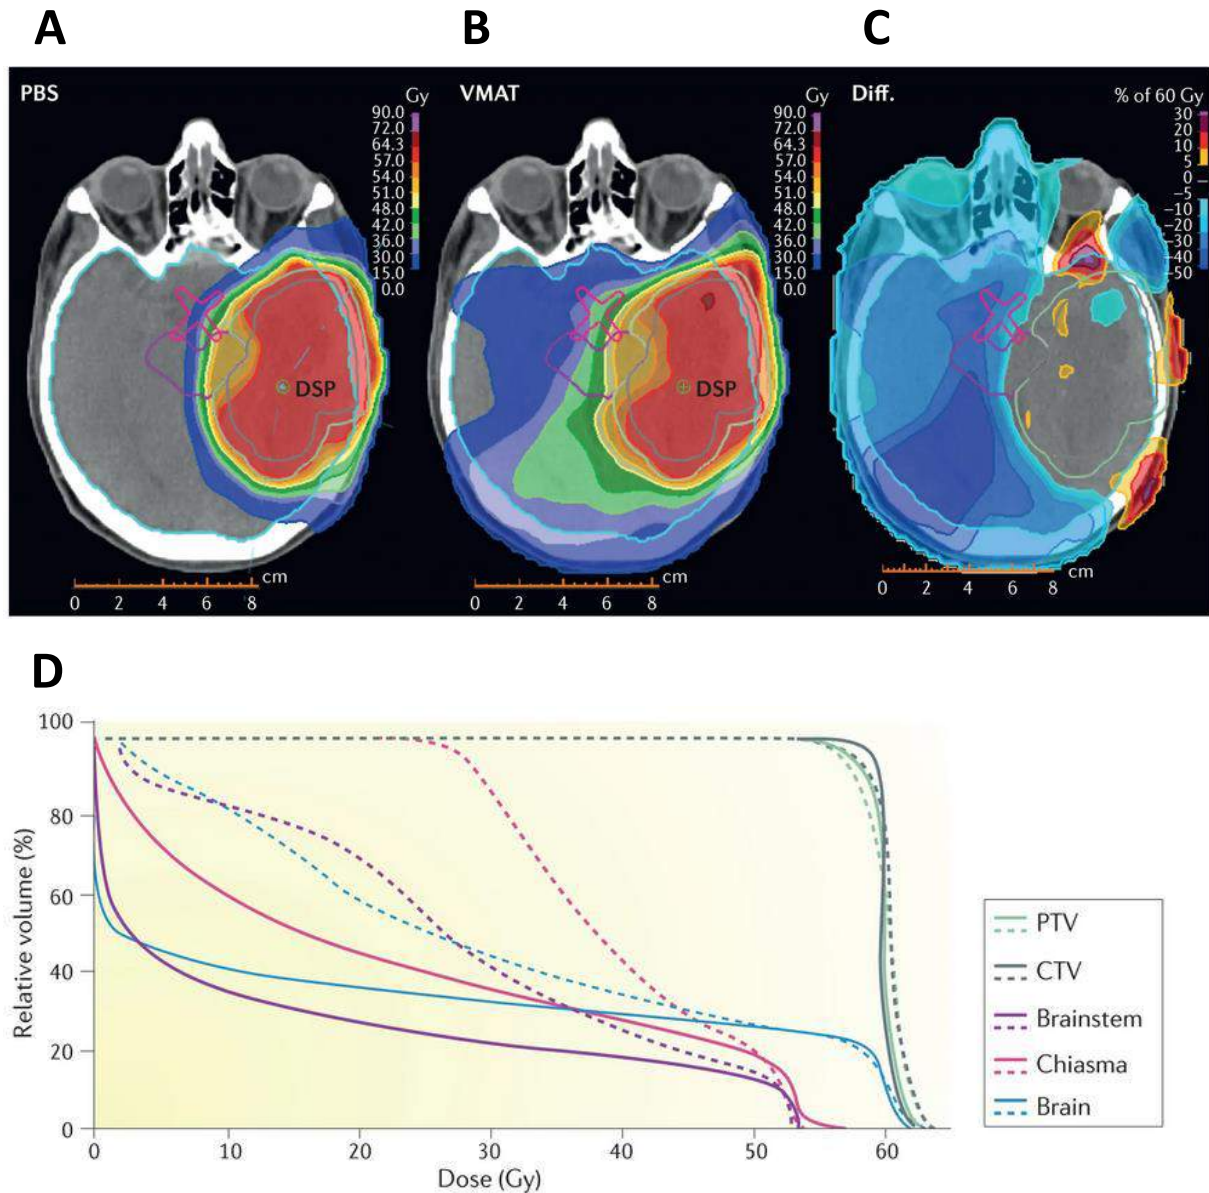 A
B
C
PBS
Gy
90.0
72.0
64.3
57.0
54.0
51.0
48.0
42.0
36.0
30.0
15.0
0.0
DSP
cm
0 2 4 6 8
VMAT
Gy
90.0
72.0
64.3
57.0
54.0
51.0
48.0
42.0
36.0
30.0
15.0
0.0
DSP
cm
0 2 4 6 8
Diff.
% of 60 Gy
30
20
10
5
0
−5
−10
−20
−30
−40
−50
cm
0 2 4 6 8
D
Relative volume (%)
100
80
60
40
20
0
0 10 20 30 40 50 60
Dose (Gy)
PTV
CTV
Brainstem
Chiasma
Brain